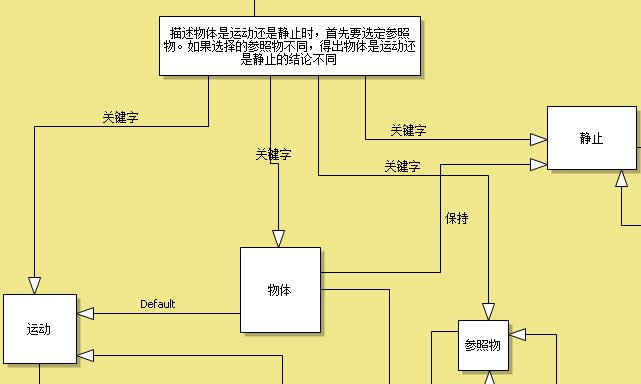 描述物体是运动还是静止时，首先要选定参照
物。如果选择的参照物不同，得出物体是运动还
是静止的结论不同
关键字
关键字
关键字
关键字
静止
保持
物体
Default
运动
参照物